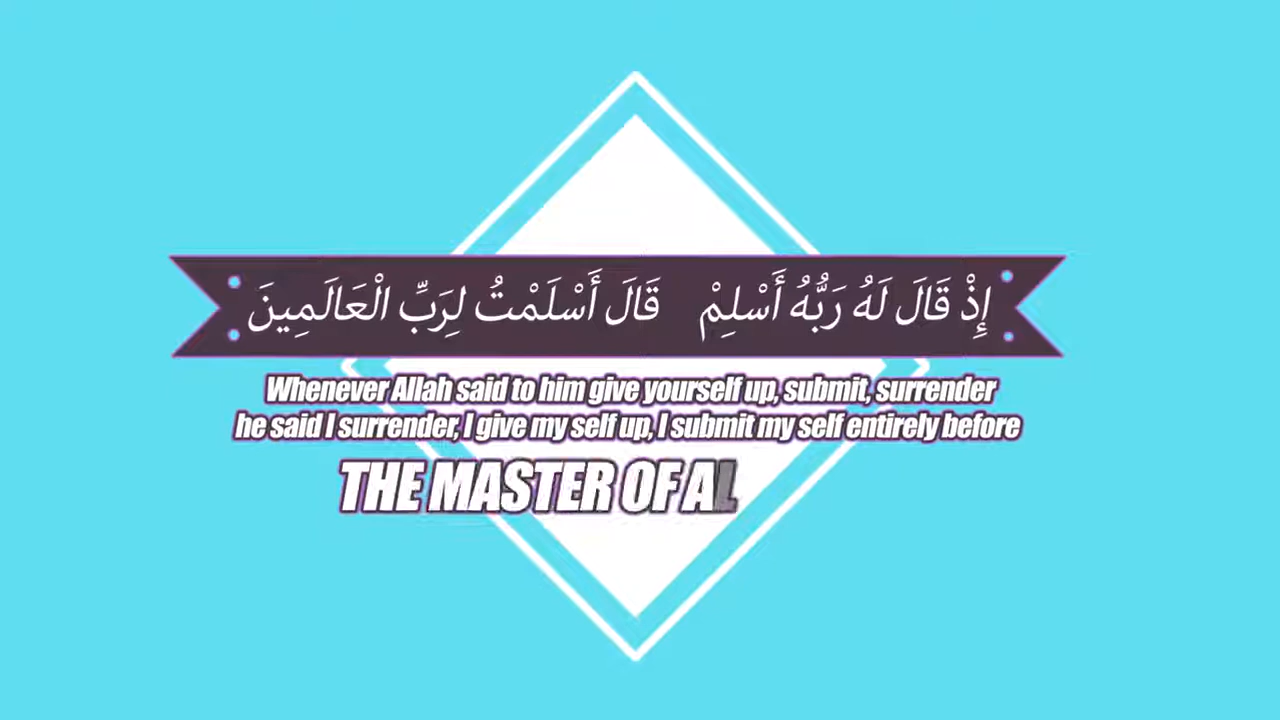 إِذْ قَالَ لَهُ رَبُّهُ أَسْلِمْ قَالَ أَسْلَمْتُ لِرَبِّ الْعَالَمِينَ
Whenever Allah said to him give yourself up, submit, surrender
he said I surrender, I give my self up, I submit my self entirely before
THE MASTER OF AL